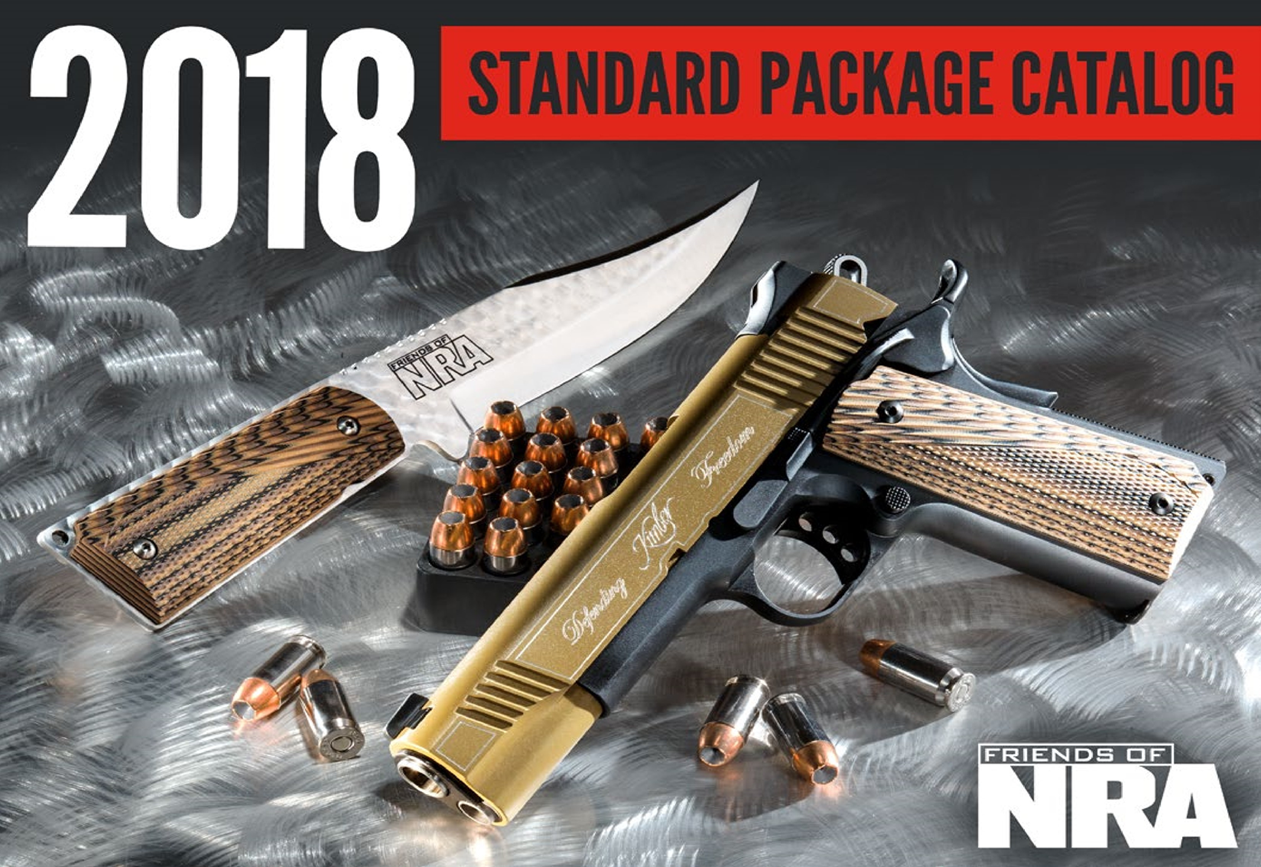 2018
STANDARD PACKAGE CATALOG
FRIENDS OF
NRA
Defending Kimber Freedom
FRIENDS OF
NRA